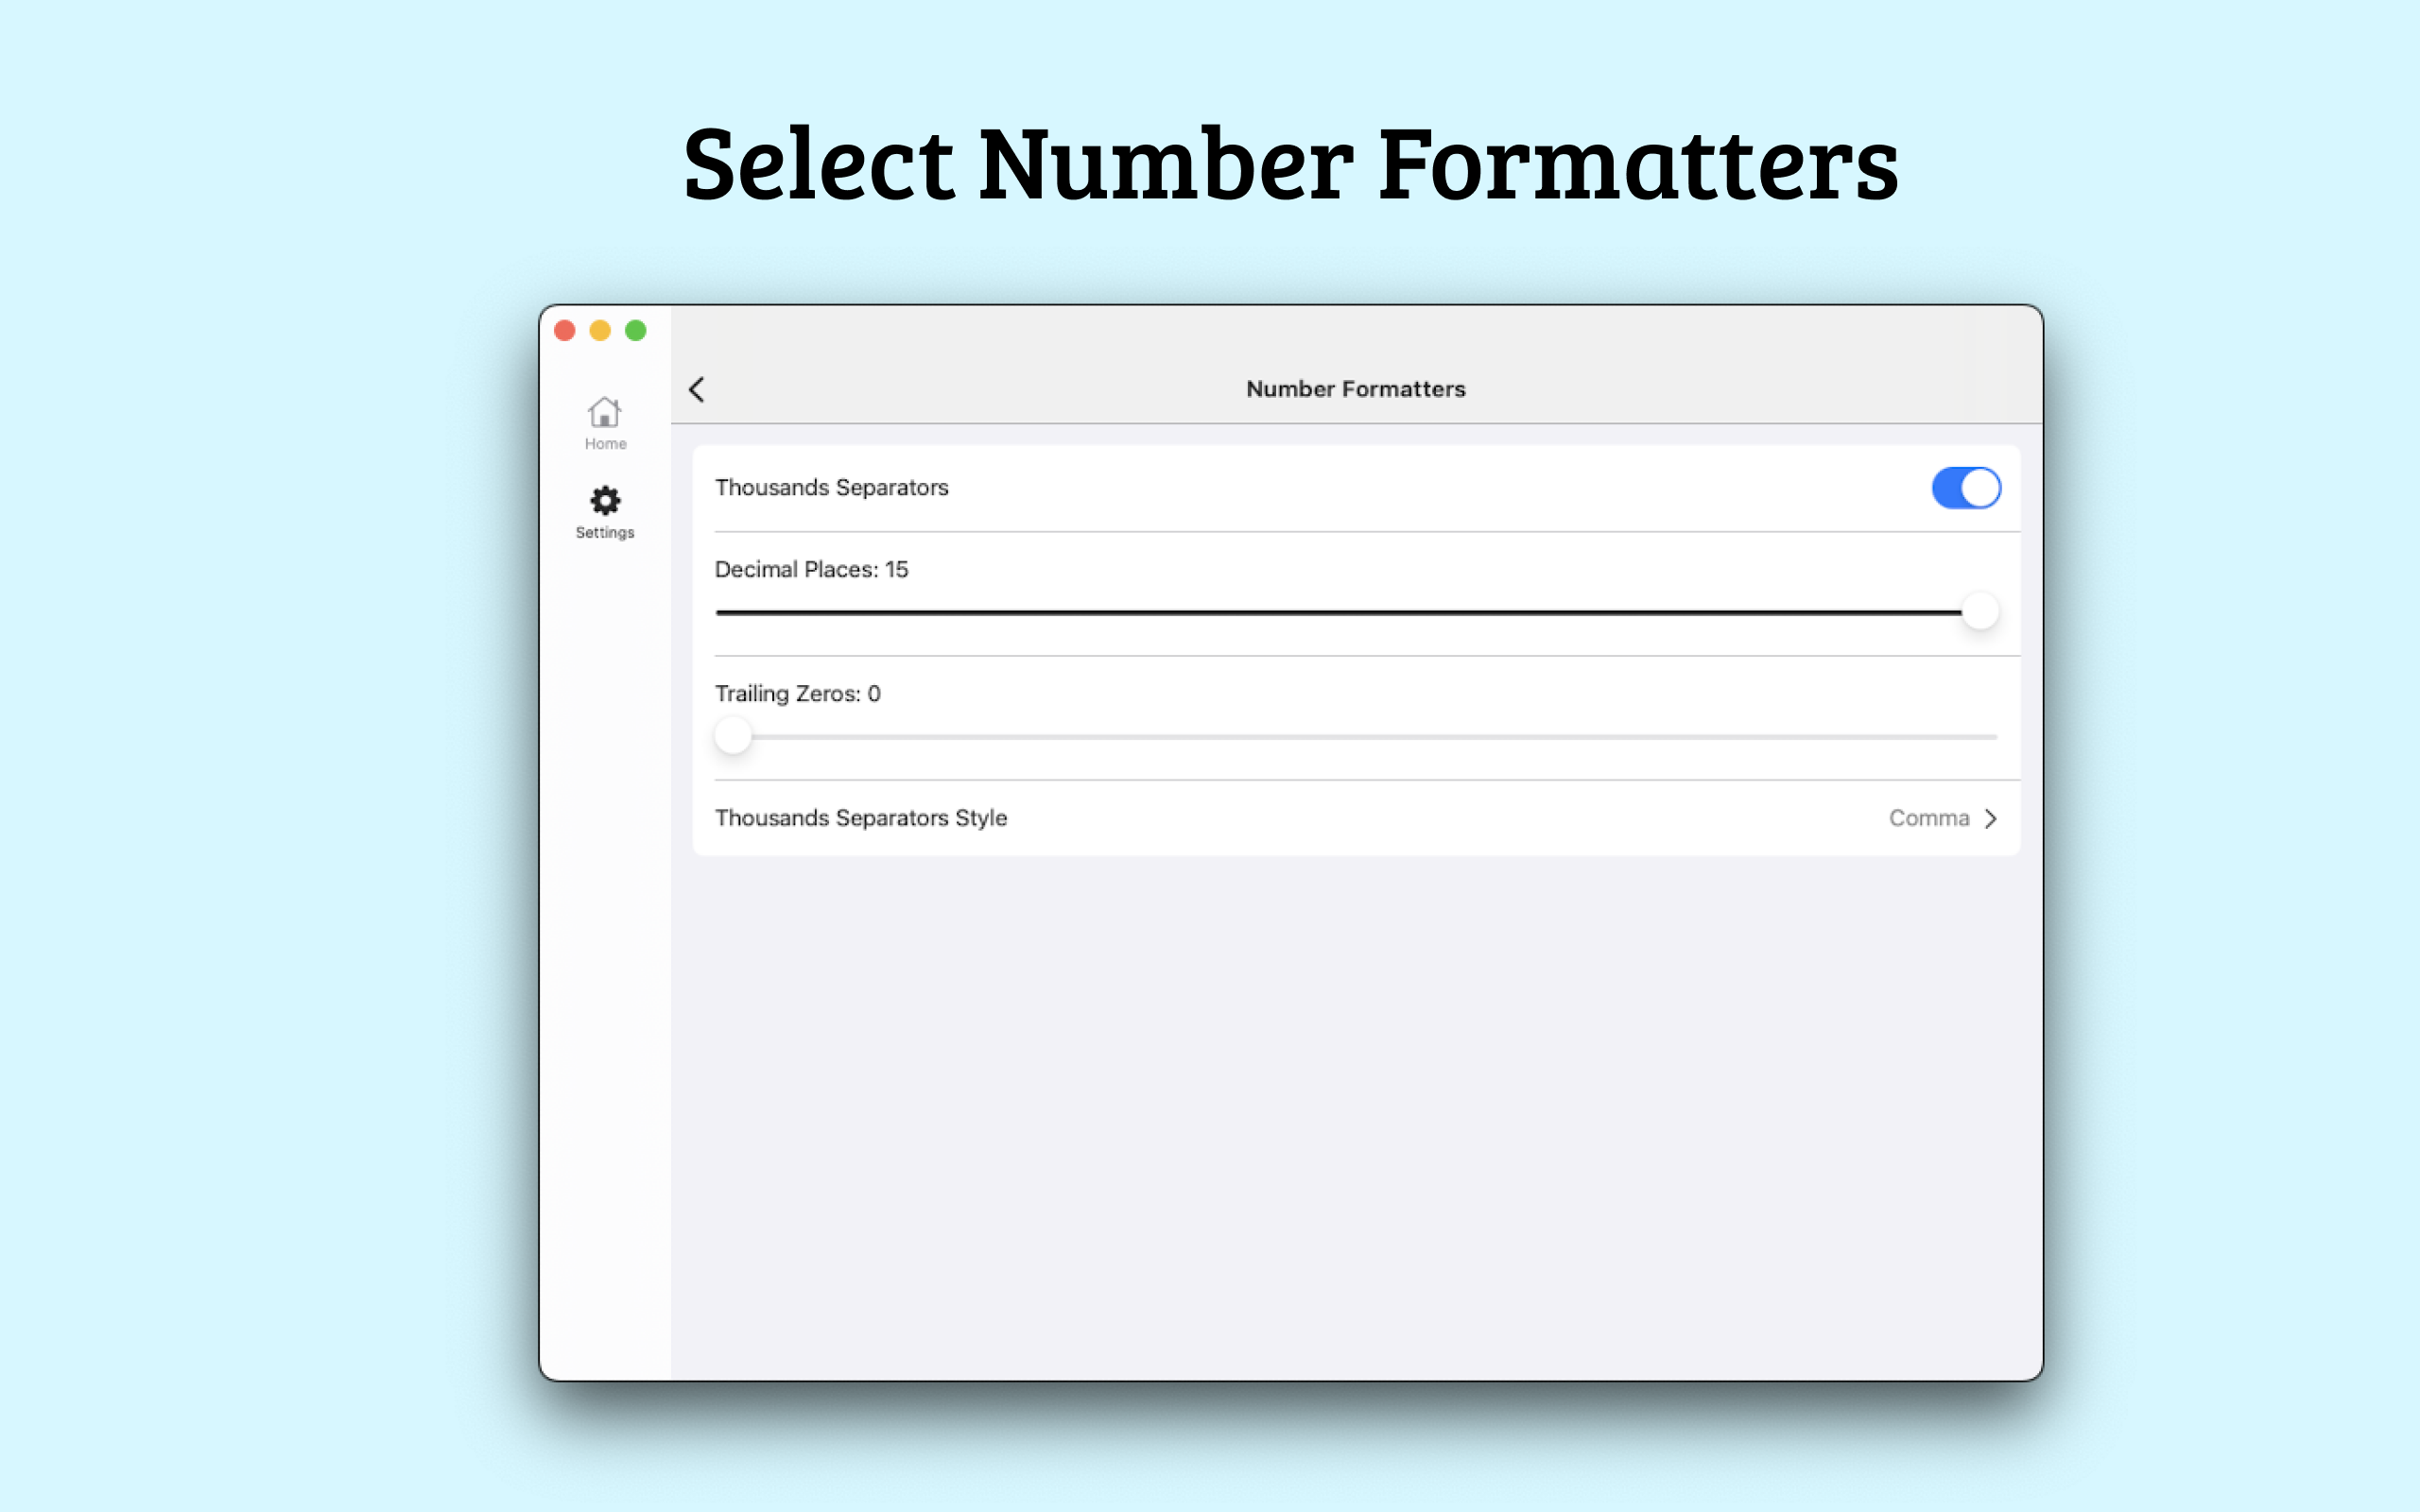 Select Number Formatters
Number Formatters
Home
Settings
Thousands Separators
Decimal Places: 15
Trailing Zeros: 0
Thousands Separators Style
Comma